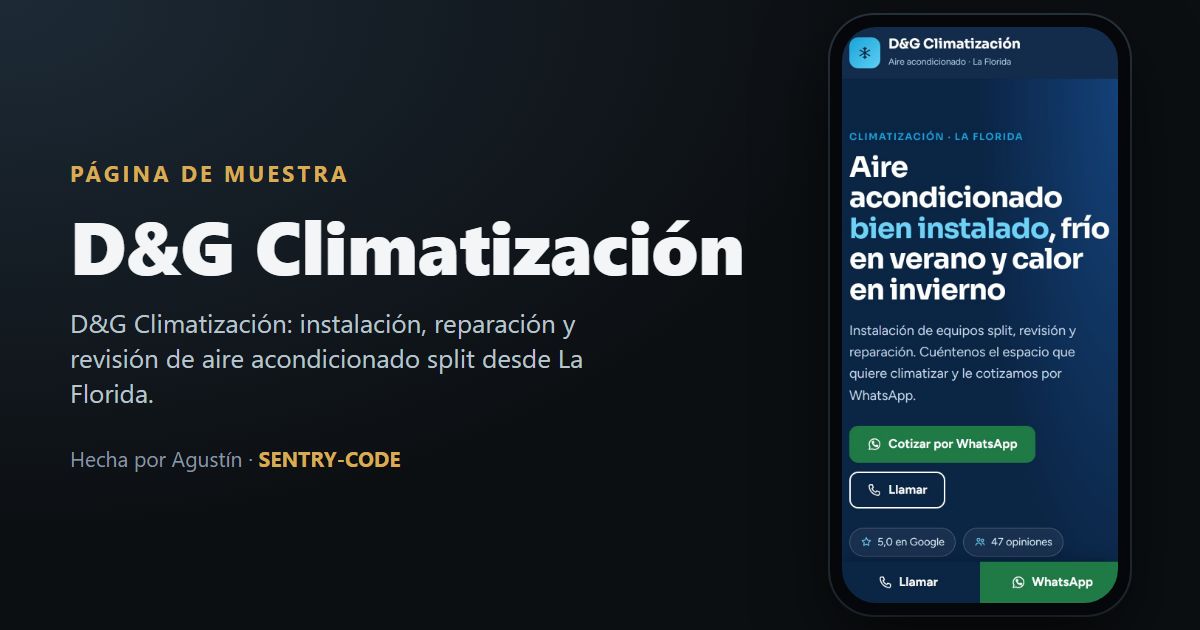 PÁGINA DE MUESTRA
D&G Climatización
D&G Climatización: instalación, reparación y
revisión de aire acondicionado split desde La
Florida.
Hecha por Agustín · SENTRY-CODE
D&G Climatización
Aire acondicionado · La Florida
CLIMATIZACIÓN · LA FLORIDA
Aire
acondicionado
bien instalado, frío
en verano y calor
en invierno
Instalación de equipos split, revisión y
reparación. Cuéntenos el espacio que
quiere climatizar y le cotizamos por
WhatsApp.
Cotizar por WhatsApp
Llamar
5,0 en Google
47 opiniones
Llamar
WhatsApp